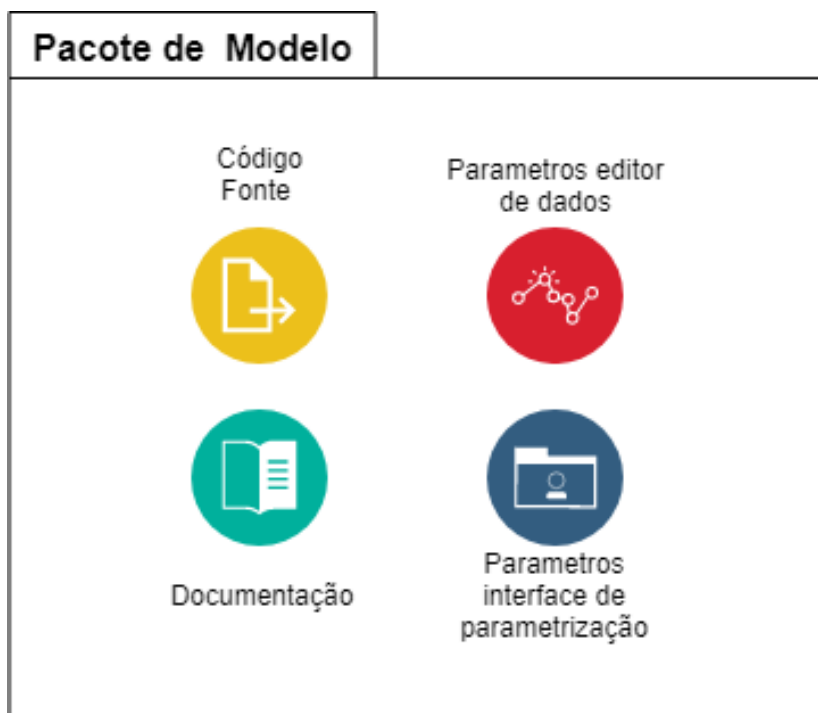 Pacote de Modelo
Código
Fonte
Parametros editor
de dados
Documentação
Parametros
interface de
parametrização